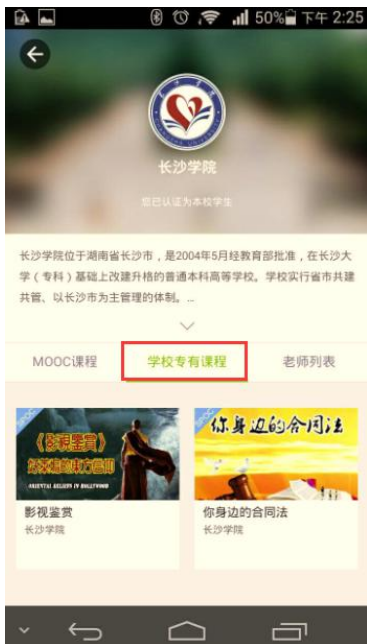 50% 下午 2:25
长沙学院
您已认证为本校学生
长沙学院位于湖南省长沙市，是2004年5月经教育部批准，在长沙大
学（专科）基础上改建升格的普通本科高等学校。学校实行省市共建
共管、以长沙市为主管理的体制。...
MOOC课程 学校专有课程 老师列表
SPOC
《影视鉴赏》
ORIENTAL BELIEFS IN HOLLYWOOD
影视鉴赏
长沙学院
SPOC
你身边的合同法
你身边的合同法
长沙学院